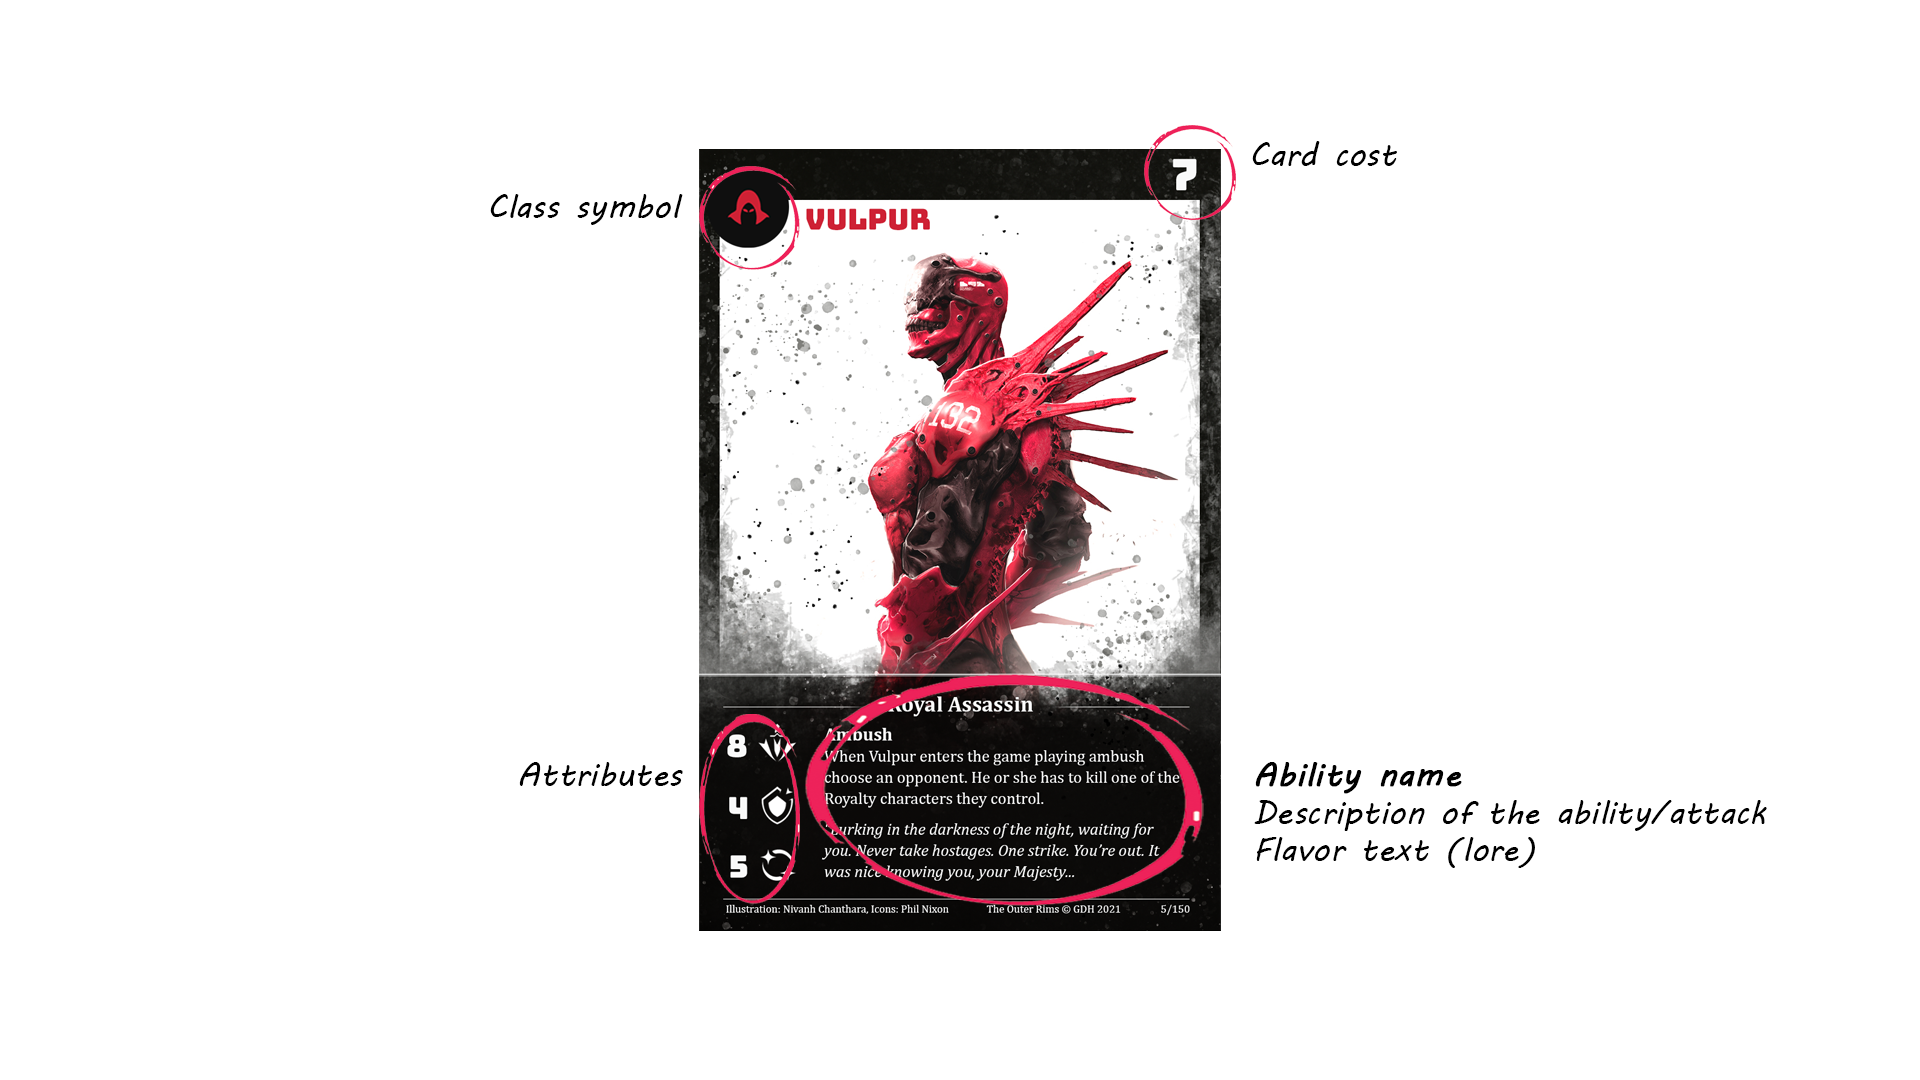 Card cost
7
Class symbol
VULPUR
132
Royal Assassin
Attributes
8
4
5
Ambush
When Vulpur enters the game playing ambush
choose an opponent. He or she has to kill one of the
Royalty characters they control.
"Lurking in the darkness of the night, waiting for
you. Never take hostages. One strike. You're out. It
was nice knowing you, your Majesty...
Ability name
Description of the ability/attack
Flavor text (lore)
Illustration: Nivanh Chanthara, Icons: Phil Nixon
The Outer Rims © GDH 2021
5/150